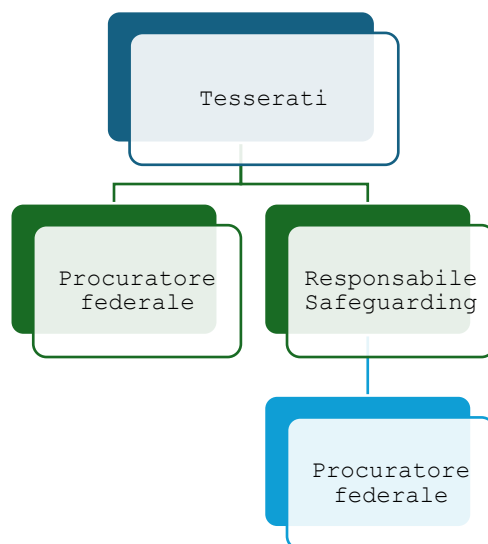 Tesserati
Procuratore
federale
Responsabile
Safeguarding
Procuratore
federale